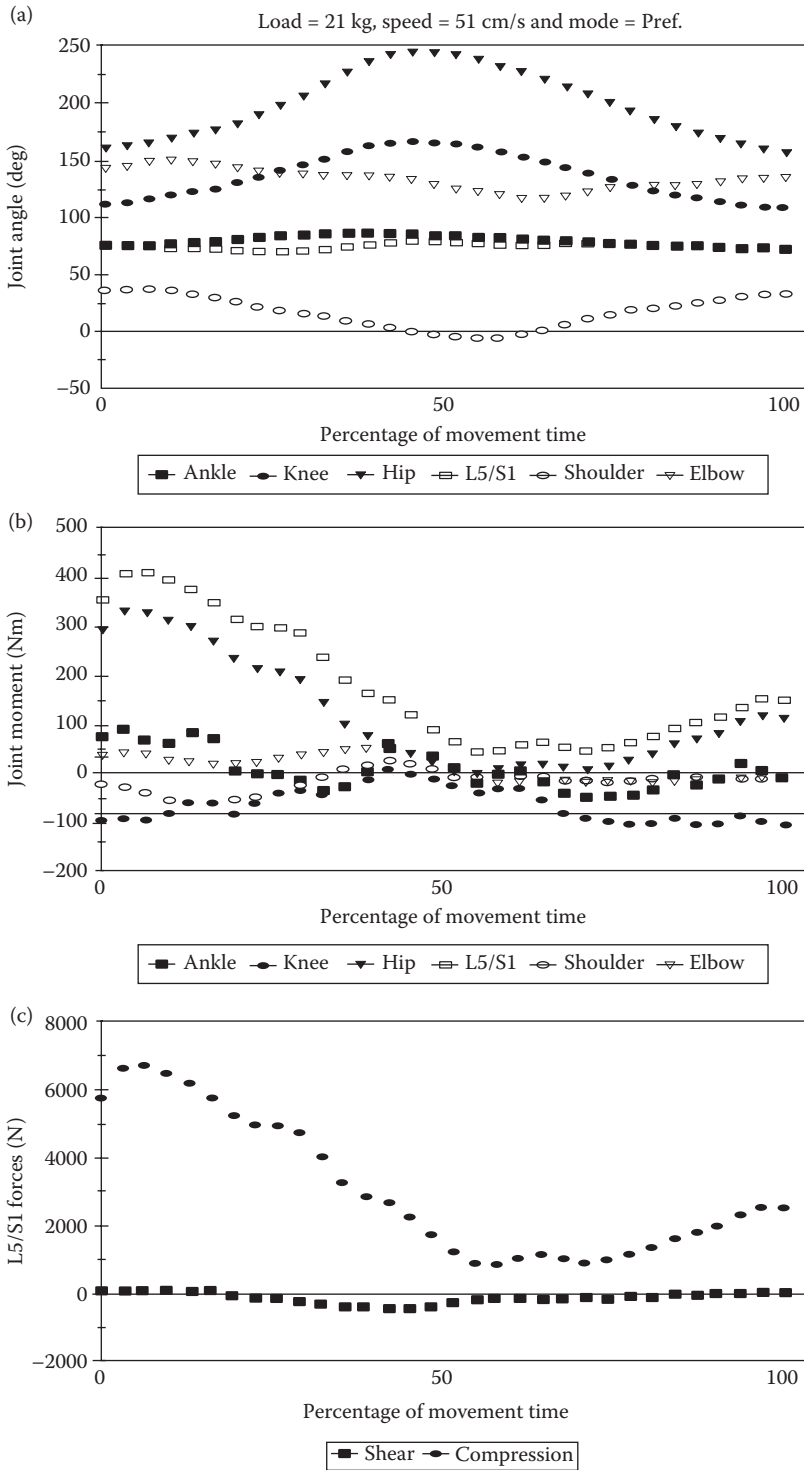 (a)
Load = 21 kg, speed = 51 cm/s and mode = Pref.
250
200
150
100
50
0
−50
Joint angle (deg)
0 50 100
Percentage of movement time
Ankle Knee Hip L5/S1 Shoulder Elbow
(b)
500
400
300
200
100
0
−100
−200
Joint moment (Nm)
0 50 100
Percentage of movement time
Ankle Knee Hip L5/S1 Shoulder Elbow
(c)
8000
6000
4000
2000
0
−2000
L5/S1 forces (N)
0 50 100
Percentage of movement time
Shear Compression